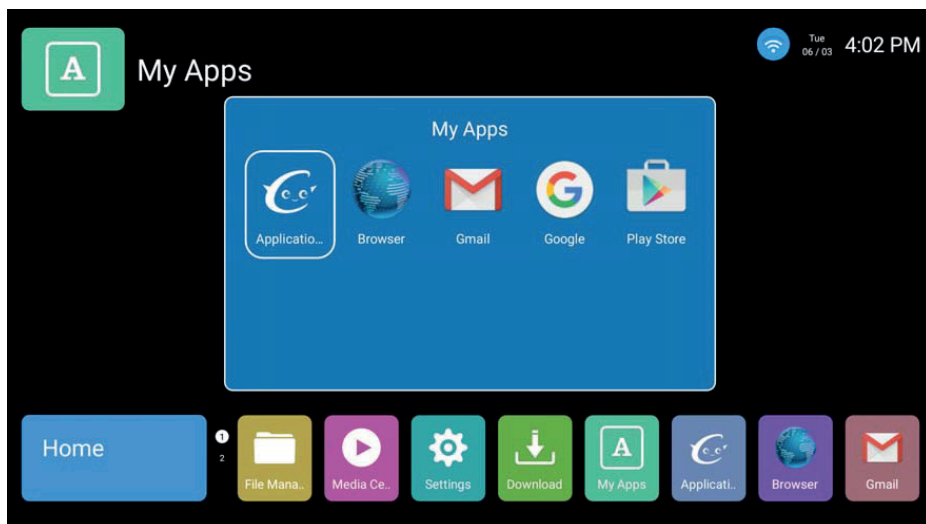 A
My Apps
Tue
06 / 03
4:02 PM
My Apps
Applicatio...
Browser
Gmail
G
Google
Play Store
Home
1
2
File Mana..
Media Ce..
Settings
Download
A
My Apps
Applicati..
Browser
Gmail